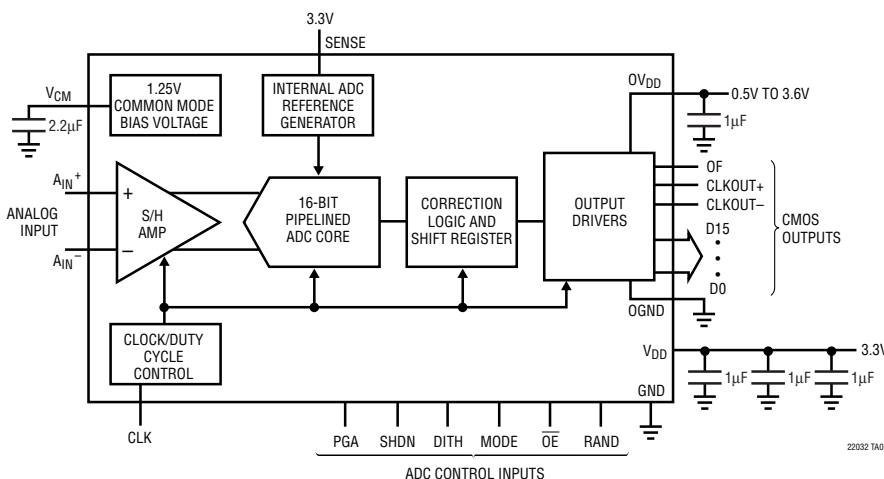 3.3V
SENSE
OVDD
0.5V TO 3.6V
VCM
1.25V
COMMON MODE
BIAS VOLTAGE
INTERNAL ADC
REFERENCE
GENERATOR
2.2µF
1µF
OF
CLKOUT+
CLKOUT–
AIN+
+
S/H
AMP
–
ANALOG
INPUT
AIN–
16-BIT
PIPELINED
ADC CORE
CORRECTION
LOGIC AND
SHIFT REGISTER
OUTPUT
DRIVERS
D15
•
•
•
D0
CMOS
OUTPUTS
OGND
CLOCK/DUTY
CYCLE
CONTROL
VDD
3.3V
1µF
1µF
1µF
GND
CLK
PGA
SHDN
DITH
MODE
OE
RAND
ADC CONTROL INPUTS
22032 TA0